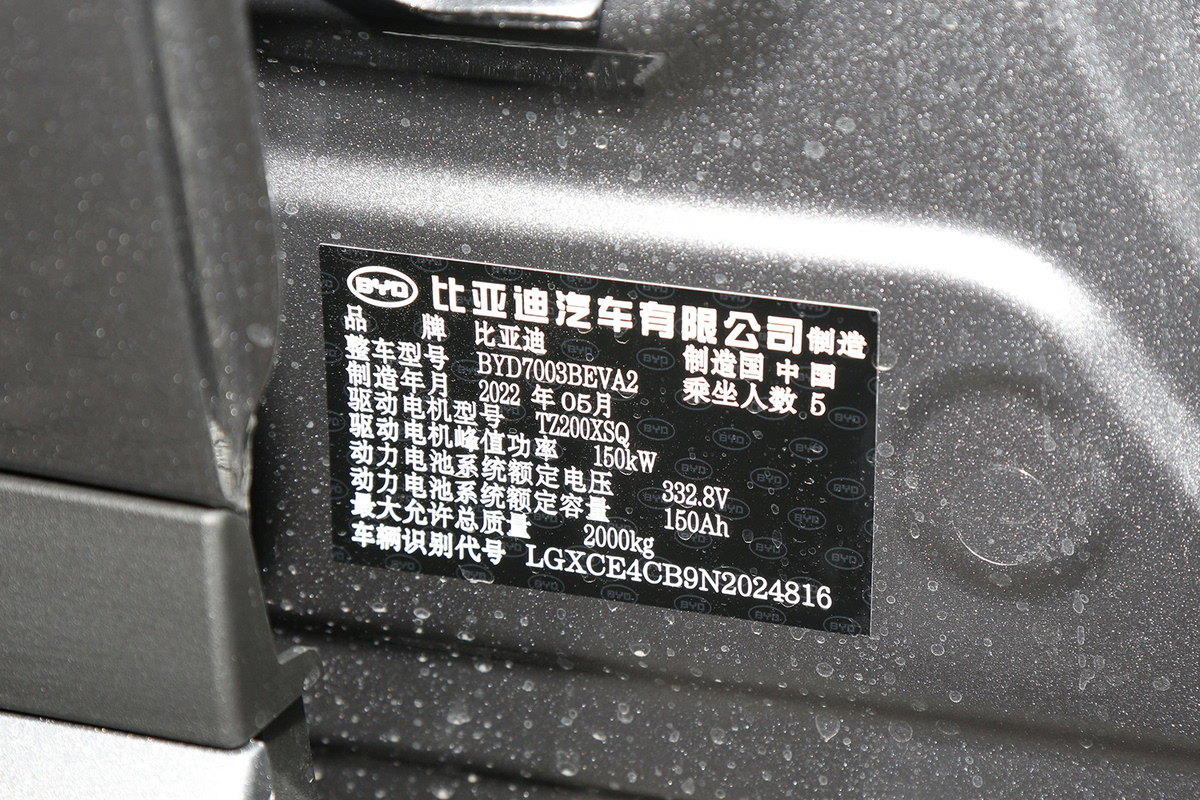 BYD 比亚迪汽车有限公司制造
品牌 比亚迪 制造国 中国
整车型号 BYD7003BEVA2 乘坐人数 5
制造年月 2022 年 05月
驱动电机型号 TZ200XSQ
驱动电机峰值功率 150kW
动力电池系统额定电压 332.8V
动力电池系统额定容量 150Ah
最大允许总质量 2000kg
车辆识别代号 LGXCE4CB9N2024816